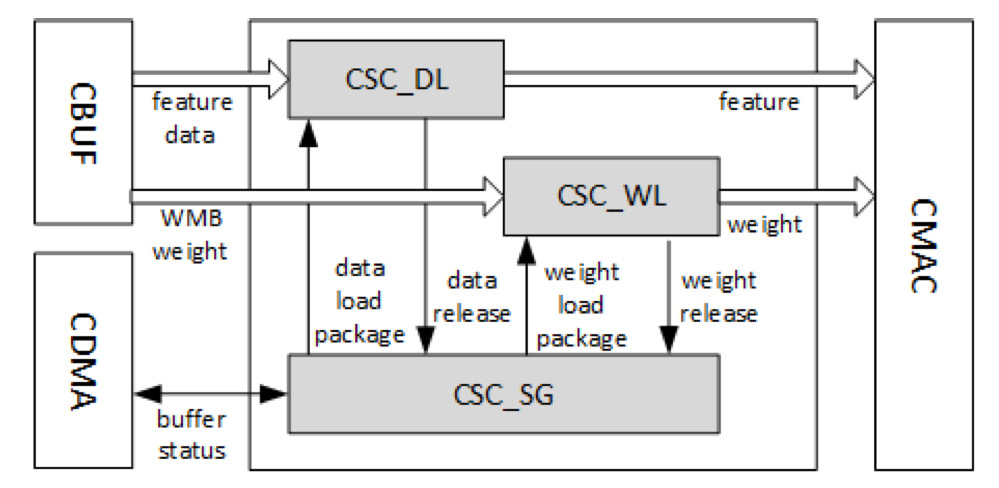 CBUF
feature
data
CSC_DL
feature
WMB
weight
CSC_WL
weight
CMAC
CDMA
buffer
status
data
load
package
data
release
weight
load
package
weight
release
CSC_SG